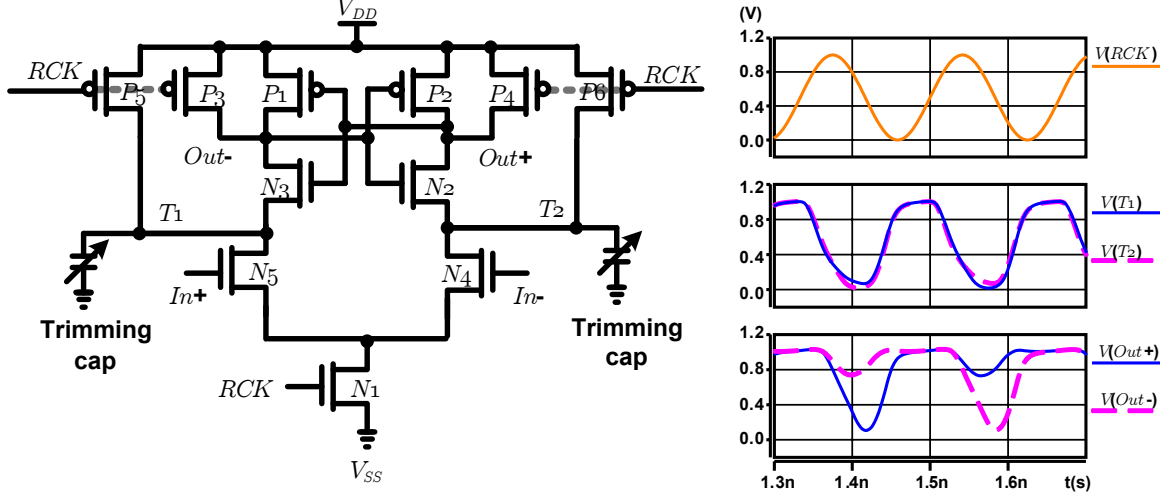 V_DD
RCK
P5
P3
P1
P2
P4
P6
RCK
Out-
Out+
N3
N2
T1
T2
N5
N4
In+
In-
Trimming
cap
Trimming
cap
RCK
N1
V_SS
(V)
1.2
0.8
0.4
0.0
V(RCK)
1.2
0.8
0.4
0.0
V(T1)
V(T2)
1.2
0.8
0.4
0.0
V(Out+)
V(Out-)
1.3n 1.4n 1.5n 1.6n t(s)